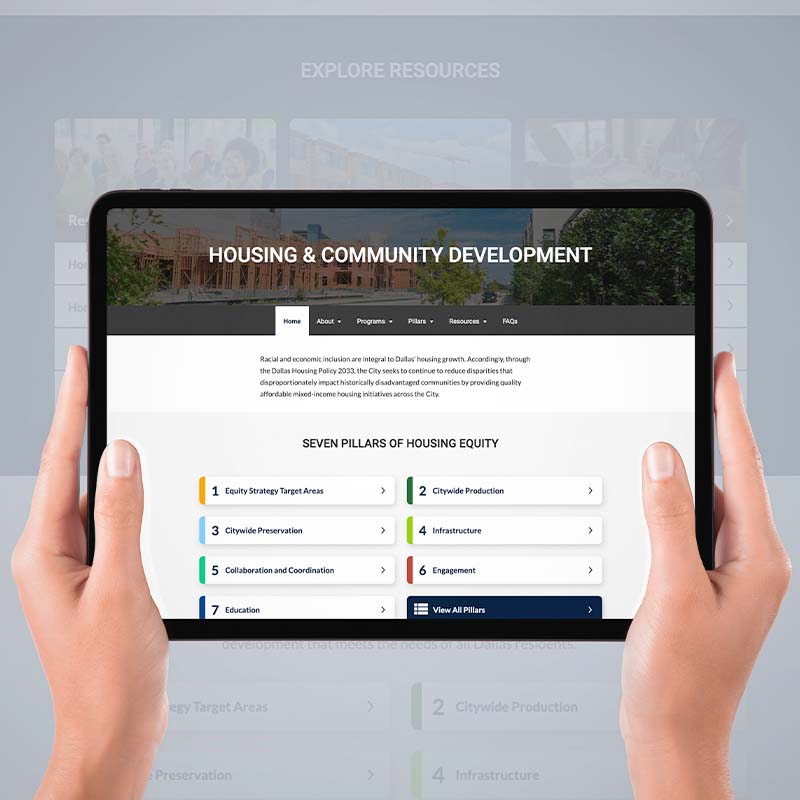 EXPLORE RESOURCES
Re
Hom
Hor
HOUSING & COMMUNITY DEVELOPMENT
Home About Programs Pillars Resources FAQs
Racial and economic inclusion are integral to Dallas' housing growth. Accordingly, through
the Dallas Housing Policy 2033, the City seeks to continue to reduce disparities that
disproportionately impact historically disadvantaged communities by providing quality
affordable mixed-income housing initiatives across the City.
SEVEN PILLARS OF HOUSING EQUITY
1 Equity Strategy Target Areas
2 Citywide Production
3 Citywide Preservation
4 Infrastructure
5 Collaboration and Coordination
6 Engagement
7 Education
View All Pillars
development that meets the needs of all Dallas residents.
egy Target Areas
2 Citywide Production
e Preservation
4 Infrastructure